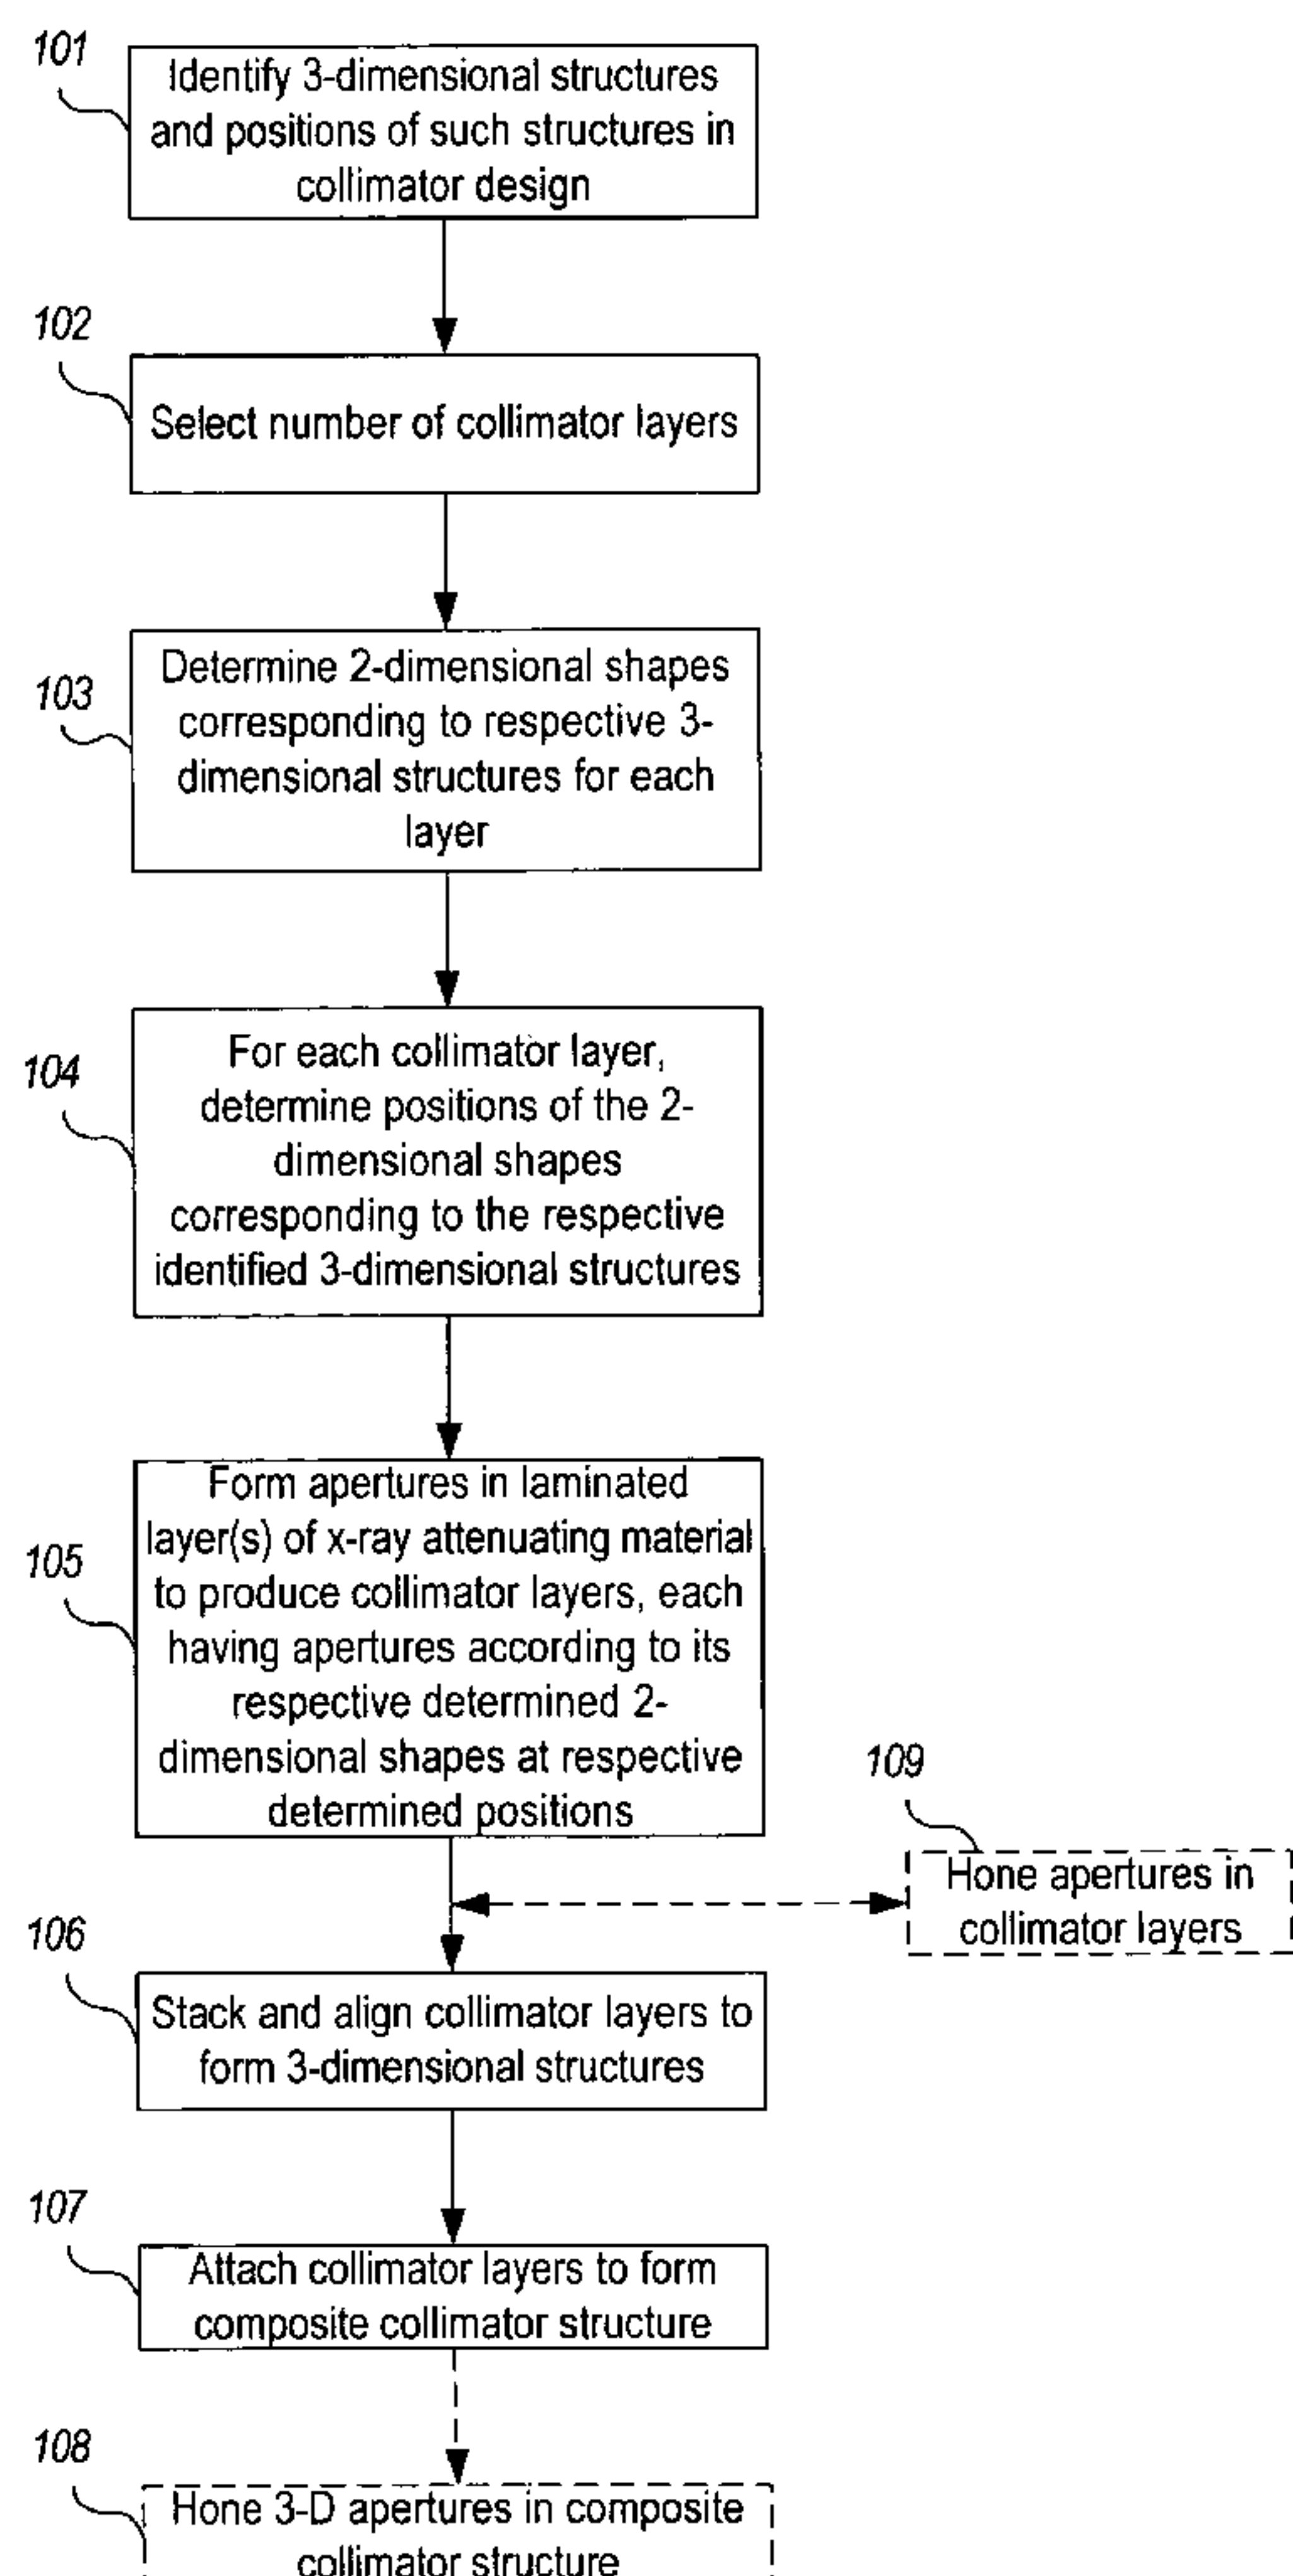 101
Identify 3-dimensional structures
and positions of such structures in
collimator design
102
Select number of collimator layers
103
Determine 2-dimensional shapes
corresponding to respective 3-
dimensional structures for each
layer
104
For each collimator layer,
determine positions of the 2-
dimensional shapes
corresponding to the respective
identified 3-dimensional structures
105
Form apertures in laminated
layer(s) of x-ray attenuating material
to produce collimator layers, each
having apertures according to its
respective determined 2-
dimensional shapes at respective
determined positions
109
Hone apertures in
collimator layers
106
Stack and align collimator layers to
form 3-dimensional structures
107
Attach collimator layers to form
composite collimator structure
108
Hone 3-D apertures in composite
collimator structure